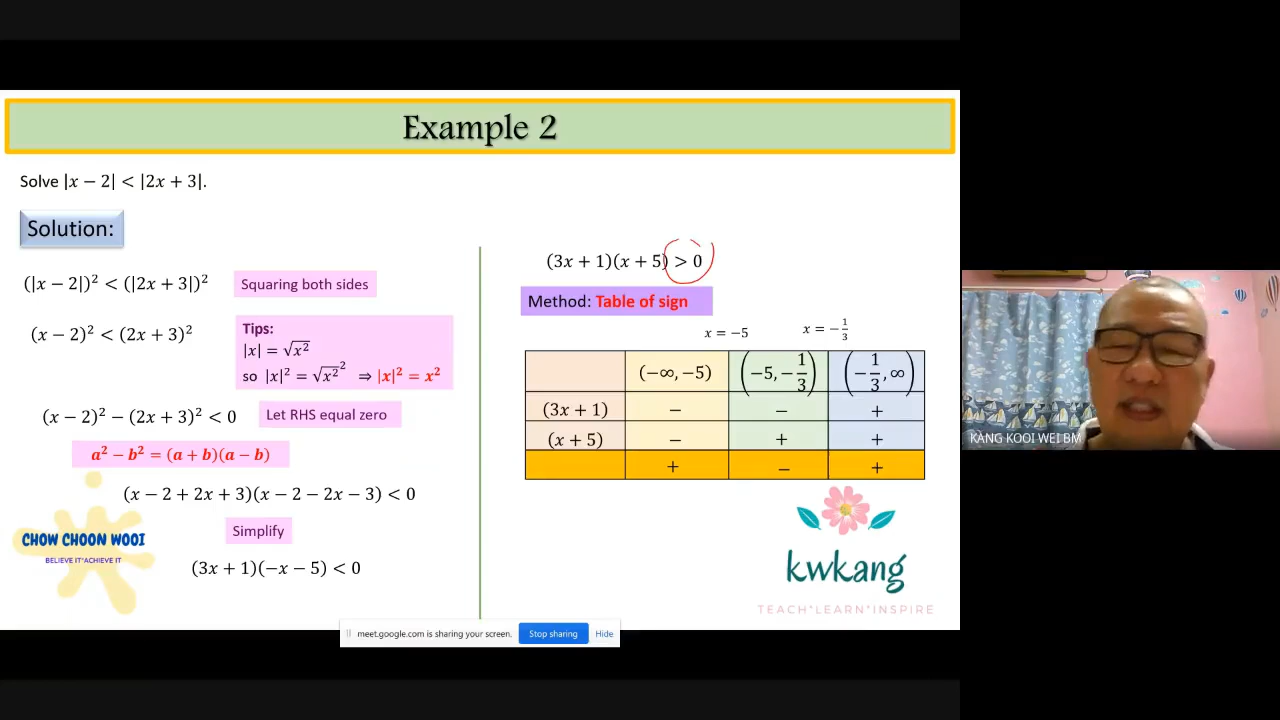 Example 2
Solve |x − 2| < |2x + 3|.
Solution:
(|x − 2|)² < (|2x + 3|)²
Squaring both sides
(x − 2)² < (2x + 3)²
Tips:
|x| = √x²
so |x|² = √x²² ⇒ |x|² = x²
(x − 2)² − (2x + 3)² < 0
Let RHS equal zero
a² − b² = (a + b)(a − b)
(x − 2 + 2x + 3)(x − 2 − 2x − 3) < 0
Simplify
(3x + 1)(−x − 5) < 0
CHOW CHOON WOOI
BELIEVE IT*ACHIEVE IT
(3x + 1)(x + 5) > 0
Method: Table of sign
x = −5 x = −1/3
(−∞, −5) (−5, −1/3) (−1/3, ∞)
(3x + 1) − − +
(x + 5) − + +
+ − +
kwkang
TEACH*LEARN*INSPIRE
meet.google.com is sharing your screen. Stop sharing Hide
KANG KOOI WEI BM